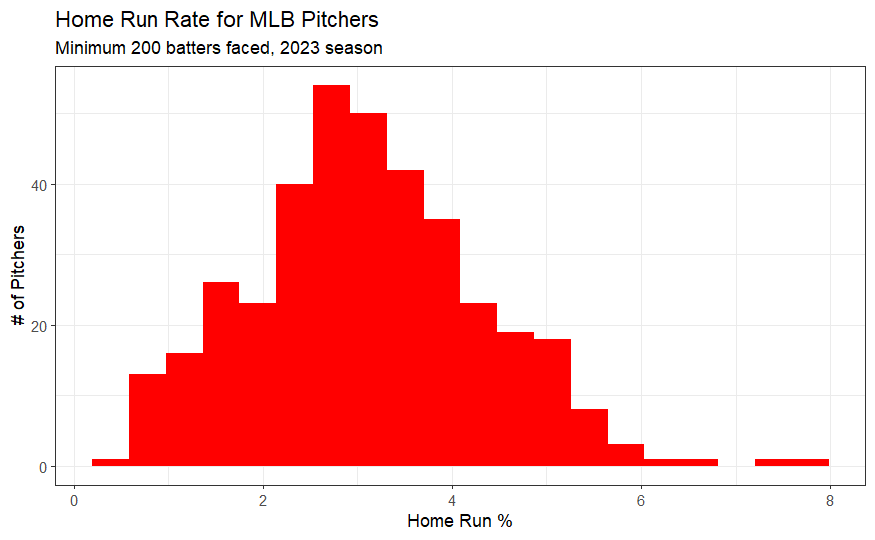 Home Run Rate for MLB Pitchers
Minimum 200 batters faced, 2023 season
# of Pitchers
40
20
0
0 2 4 6 8
Home Run %